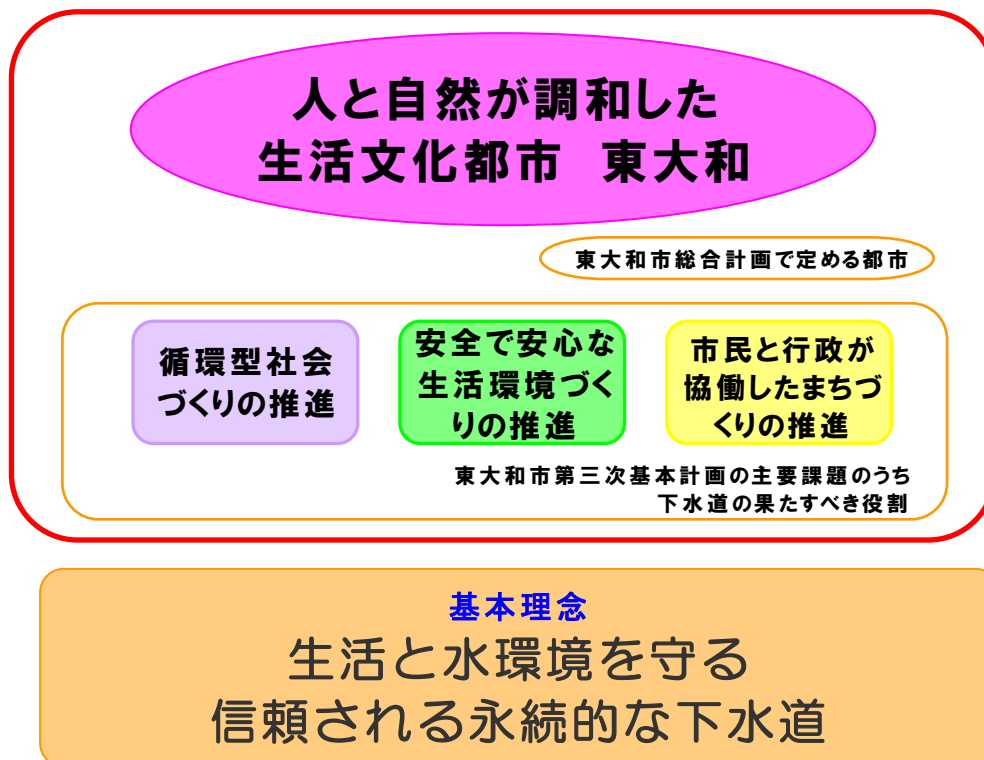 人と自然が調和した
生活文化都市　東大和
東大和市総合計画で定める都市
循環型社会
づくりの推進
安全で安心な
生活環境づく
りの推進
市民と行政が
協働したまちづ
くりの推進
東大和市第三次基本計画の主要課題のうち
下水道の果たすべき役割
基本理念
生活と水環境を守る
信頼される永続的な下水道